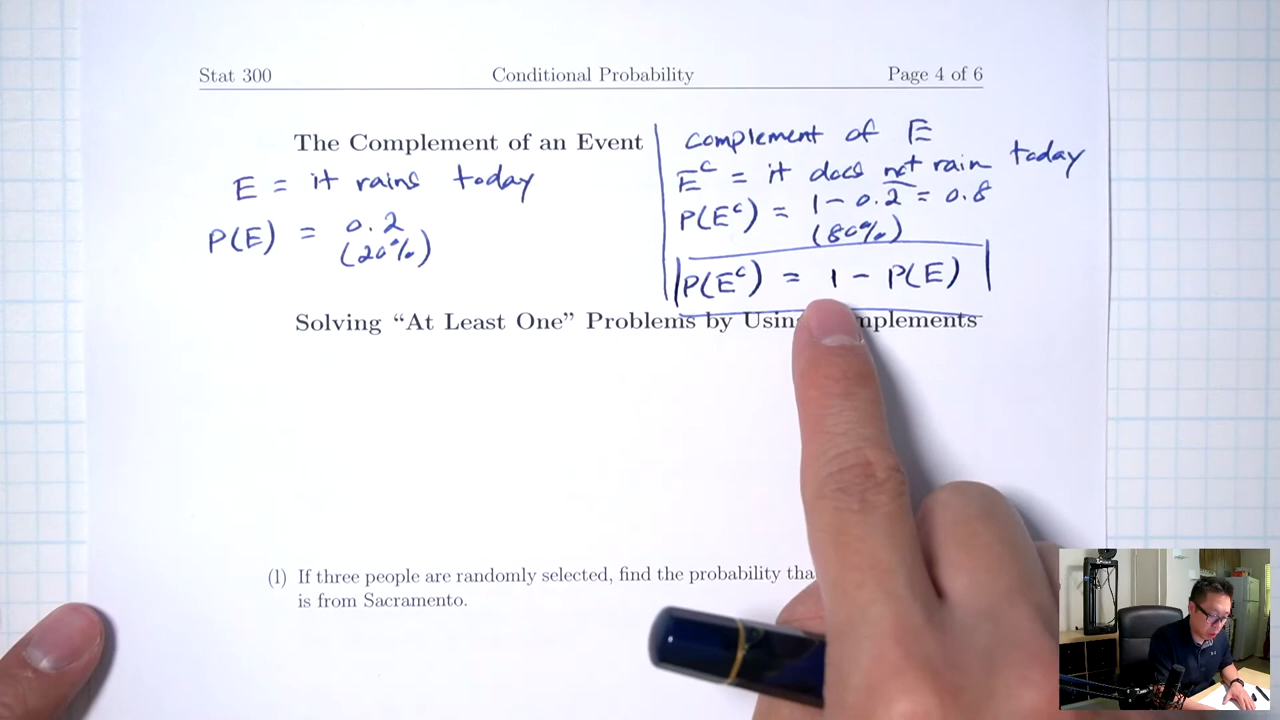 Stat 300 Conditional Probability Page 4 of 6
The Complement of an Event
E = it rains today
P(E) = 0.2
(20%)
complement of E
E^c = it does not rain today
P(E^c) = 1 - 0.2 = 0.8
(80%)
P(E^c) = 1 - P(E)
Solving “At Least One” Problems by Using mplements
(l) If three people are randomly selected, find the probability tha
is from Sacramento.